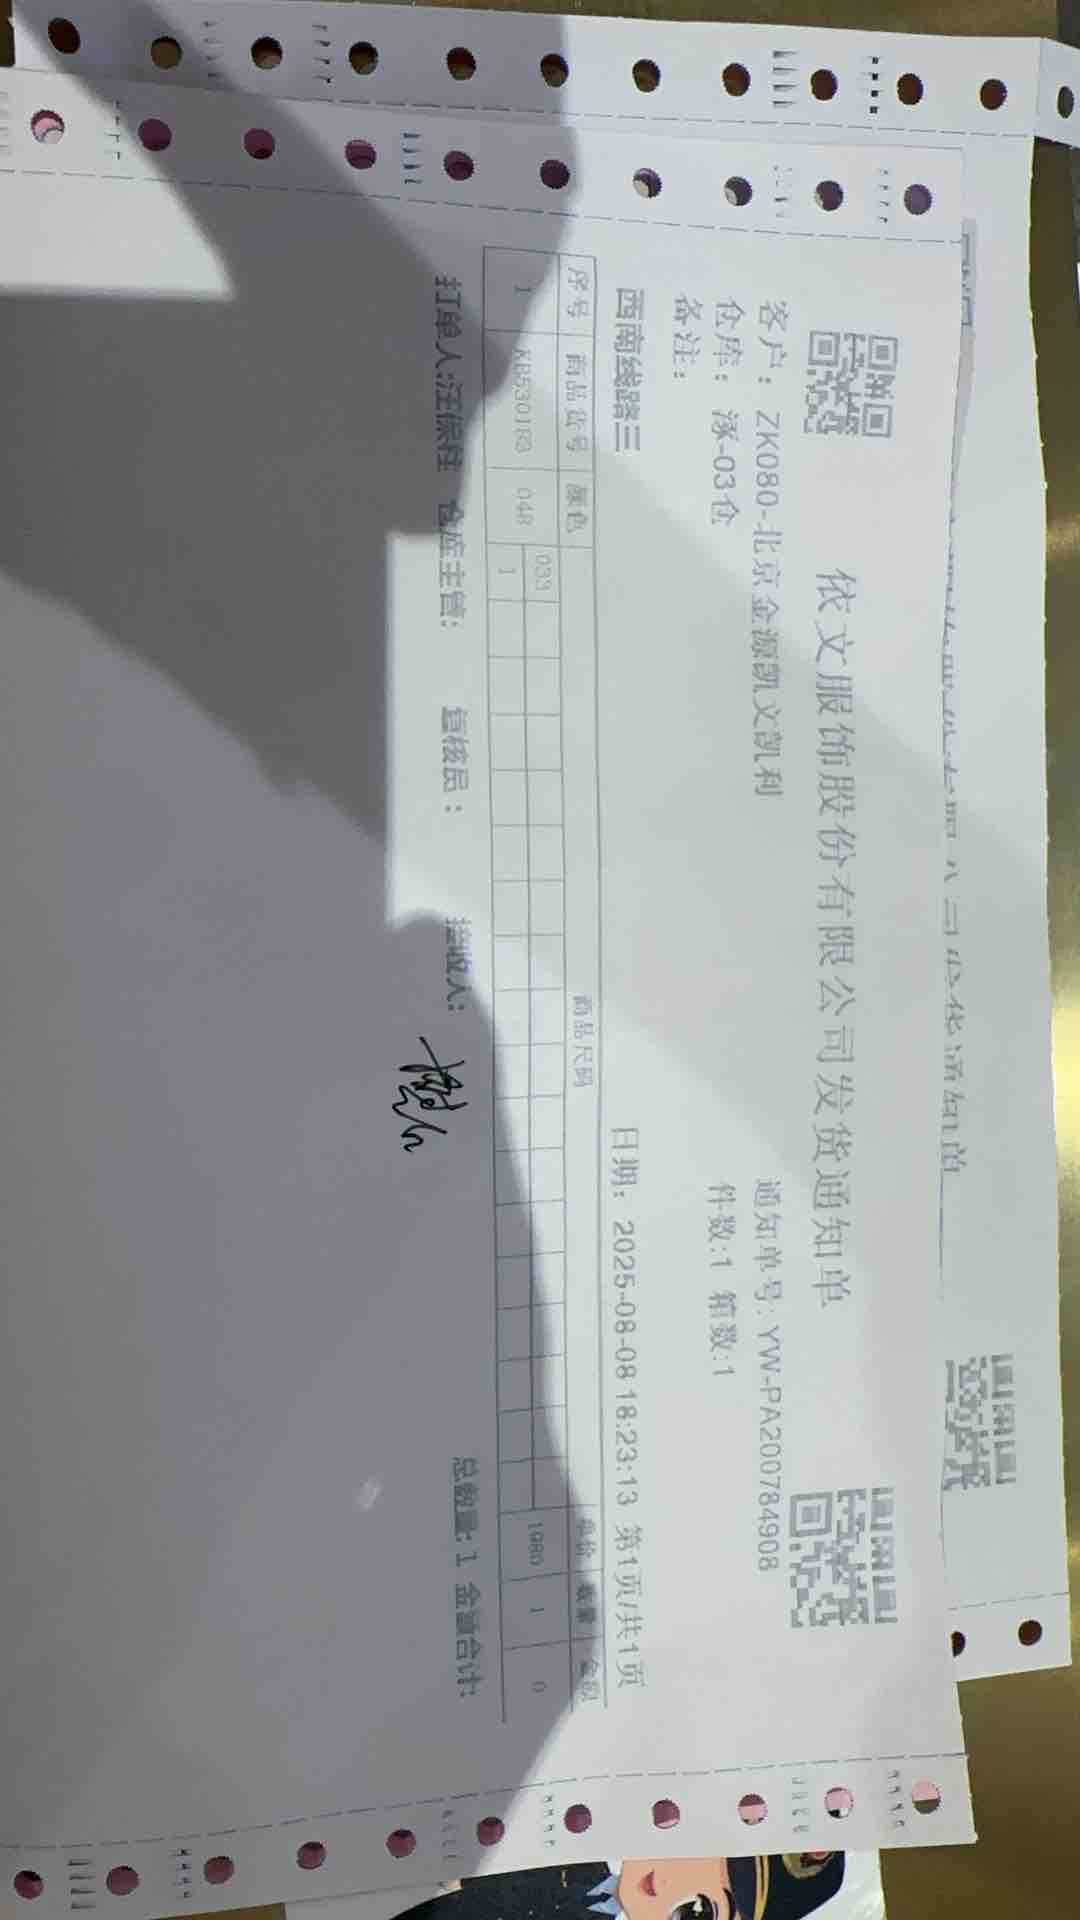 依文服饰股份有限公司发货通知单
客户： ZK080-北京金源凯文凯利 通知单号: YW-PA200784908
仓库： 涿-03仓 件数:1 箱数:1
备注：
西南线路三 日期： 2025-08-08 18:23:13 第1页/共1页
序号 商品货号 颜色 商品尺码 单价 数量 金额
033
1 KB530183 048 1 1980 1 0
打单人:汪保柱 仓库主管: 复核员： 接收人: 总数量: 1 金额合计: